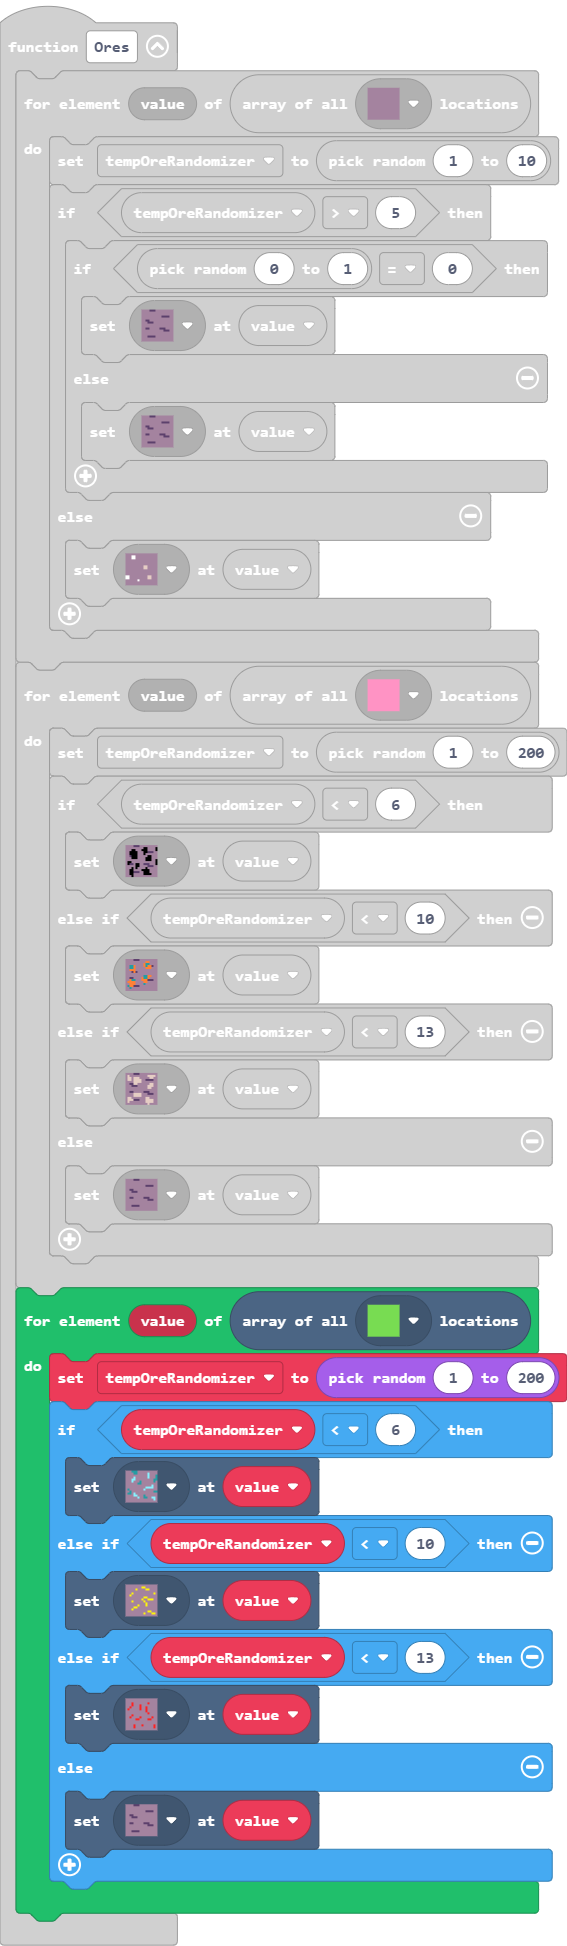 function Ores
for element value of array of all locations
do
set tempOreRandomizer to pick random 1 to 10
if tempOreRandomizer > 5 then
if pick random 0 to 1 = 0 then
set at value
else
set at value
else
set at value
for element value of array of all locations
do
set tempOreRandomizer to pick random 1 to 200
if tempOreRandomizer < 6 then
set at value
else if tempOreRandomizer < 10 then
set at value
else if tempOreRandomizer < 13 then
set at value
else
set at value
for element value of array of all locations
do
set tempOreRandomizer to pick random 1 to 200
if tempOreRandomizer < 6 then
set at value
else if tempOreRandomizer < 10 then
set at value
else if tempOreRandomizer < 13 then
set at value
else
set at value